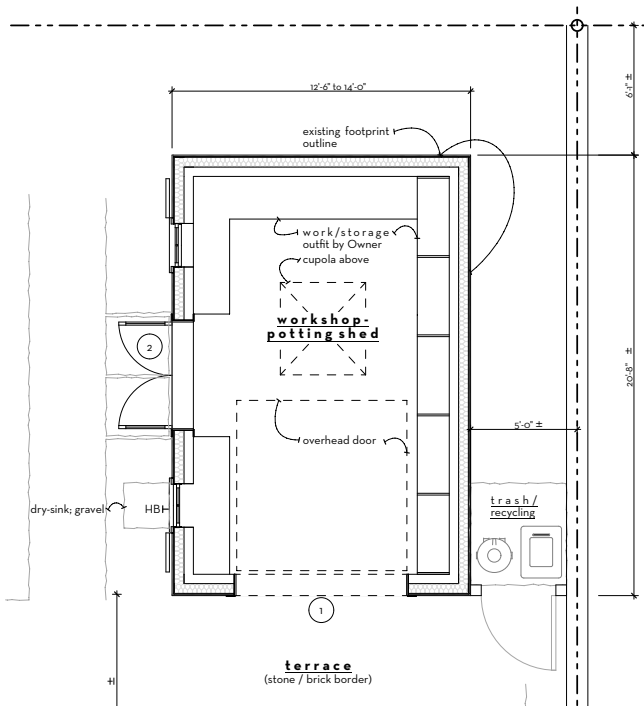 12'-6" to 14'-0"
6'-1" ±
existing footprint
outline
work/storage
outfit by Owner
cupola above
workshop-
potting shed
2
20'-8" ±
5'-0" ±
overhead door
trash/
recycling
dry-sink; gravel
HB
1
terrace
(stone / brick border)
±